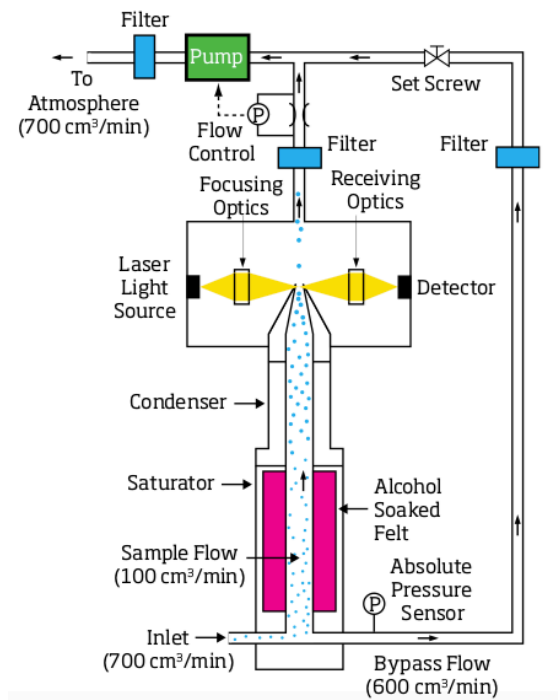 Filter
Pump
To
Atmosphere
(700 cm³/min)
Set Screw
P
Flow
Control
Filter
Filter
Focusing
Optics
Receiving
Optics
Laser
Light
Source
Detector
Condenser
Saturator
Alcohol
Soaked
Felt
Sample Flow
(100 cm³/min)
Absolute
Pressure
Sensor
P
Inlet
(700 cm³/min)
Bypass Flow
(600 cm³/min)